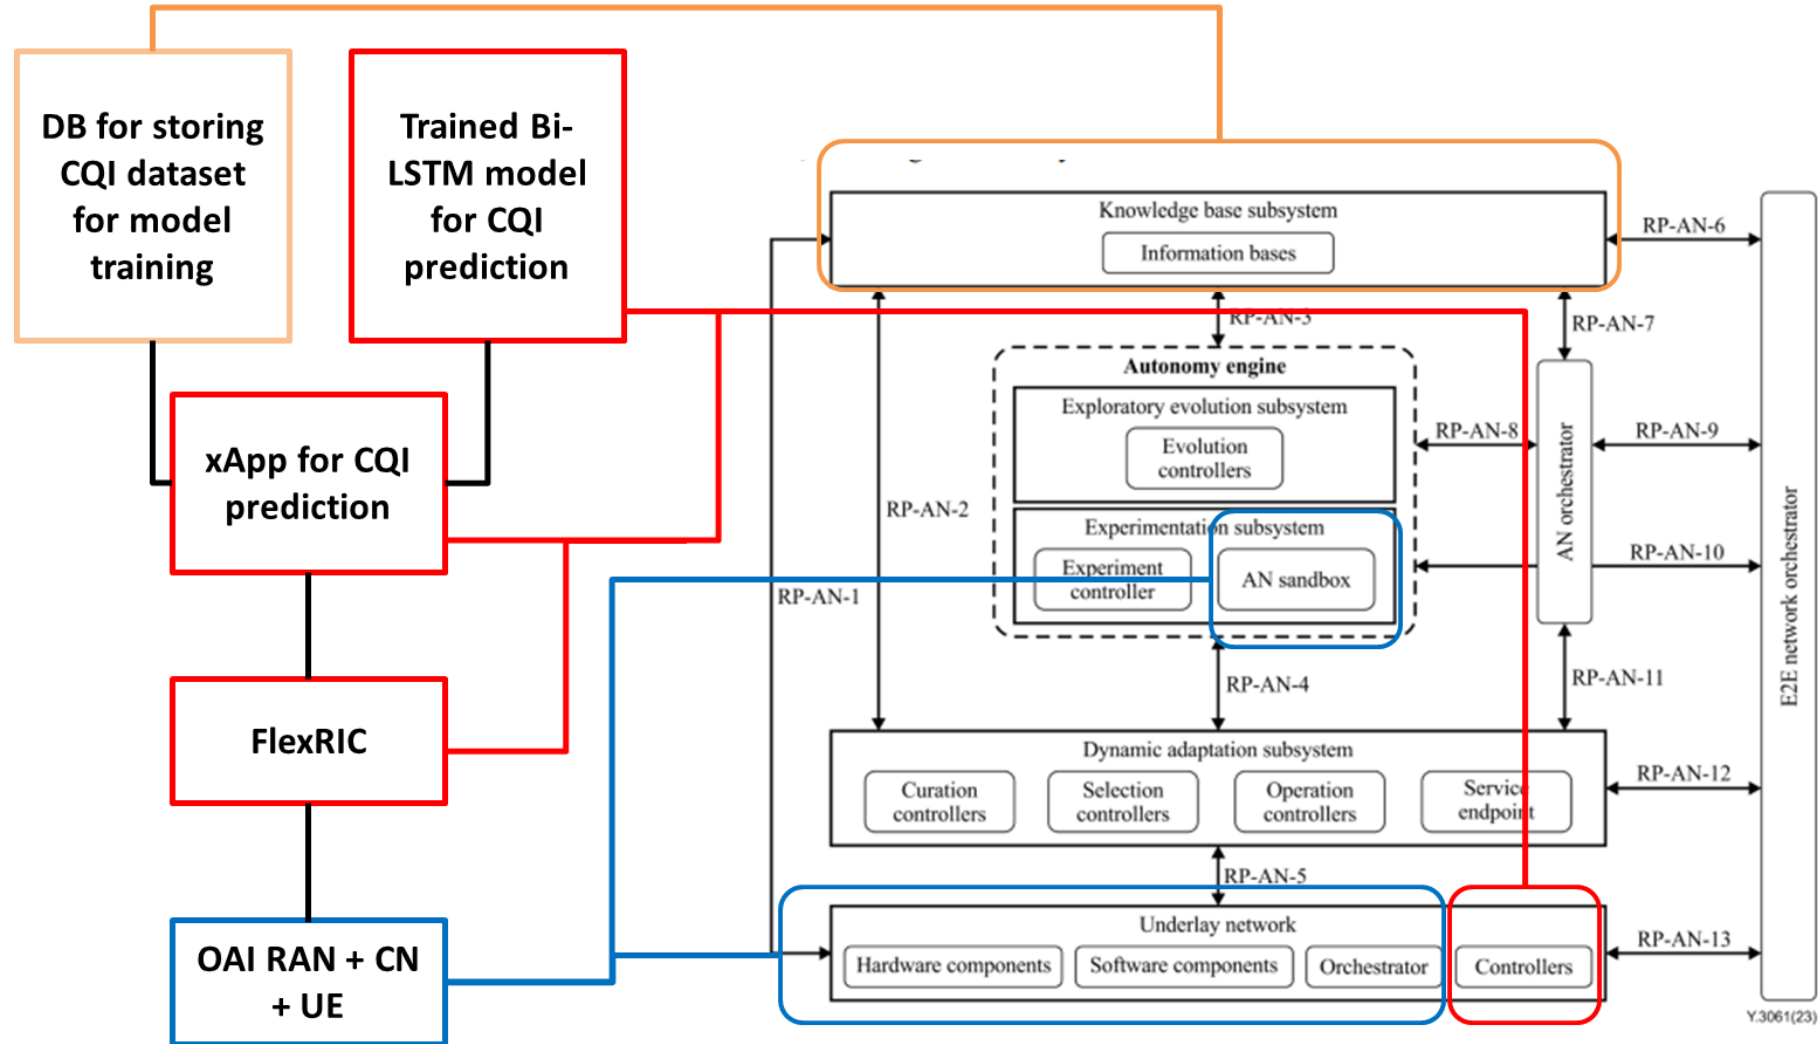 DB for storing
CQI dataset
for model
training
Trained Bi-
LSTM model
for CQI
prediction
xApp for CQI
prediction
FlexRIC
OAI RAN + CN
+ UE
Knowledge base subsystem
Information bases
RP-AN-6
RP-AN-3
RP-AN-7
Autonomy engine
Exploratory evolution subsystem
Evolution
controllers
RP-AN-8
RP-AN-9
AN orchestrator
RP-AN-2
Experimentation subsystem
Experiment
controller
AN sandbox
RP-AN-10
RP-AN-1
E2E network orchestrator
RP-AN-4
RP-AN-11
Dynamic adaptation subsystem
Curation
controllers
Selection
controllers
Operation
controllers
Service
endpoint
RP-AN-12
RP-AN-5
Underlay network
Hardware components
Software components
Orchestrator
Controllers
RP-AN-13
Y.3061(23)